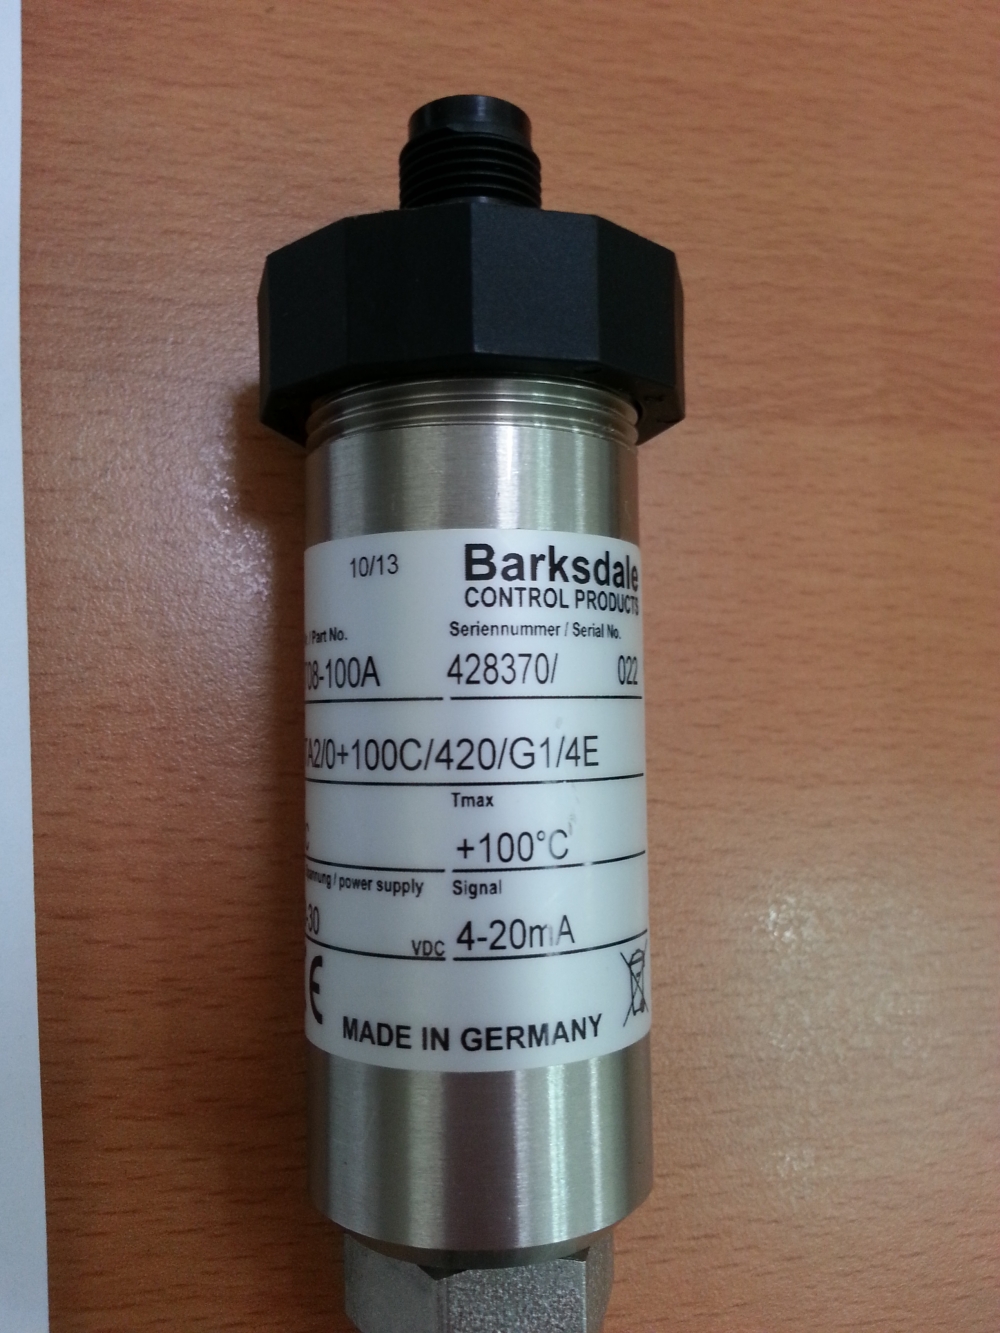 10/13
Barksdale
CONTROL PRODUCTS
/ Part No.
Seriennummer / Serial No.
08-100A
428370/ 022
A2/0+100C/420/G1/4E
Tmax
+100°C
/ power supply
Signal
-30 VDC
4-20mA
CE
MADE IN GERMANY